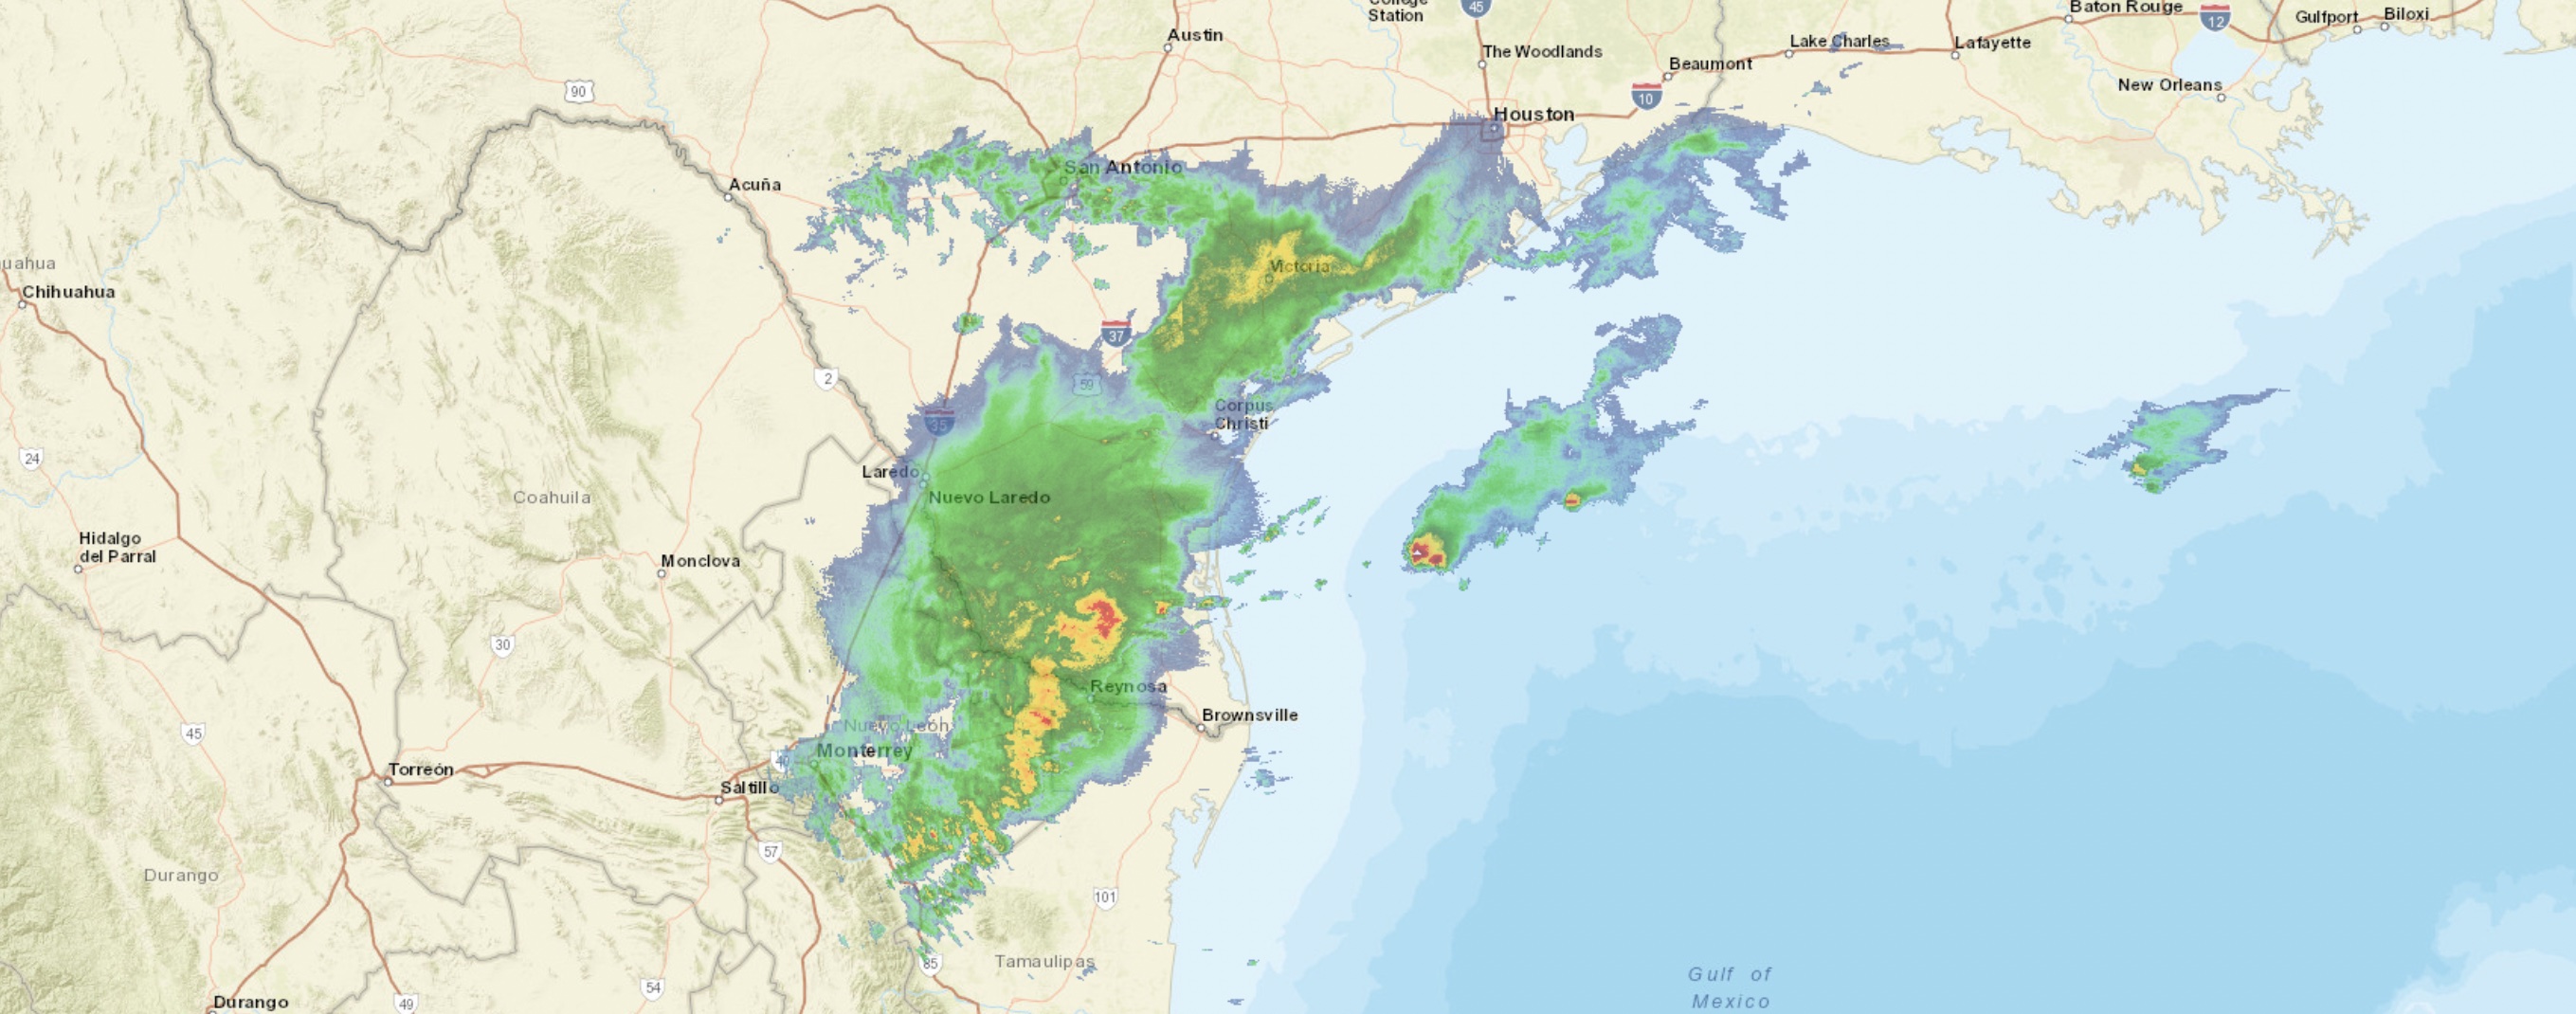 College
Station
45
Baton Rouge
12
Gulfport
Biloxi
Austin
The Woodlands
Lake Charles
Lafayette
Beaumont
90
10
New Orleans
Houston
San Antonio
Acuña
uahua
Victoria
Chihuahua
37
2
59
35
Corpus
Christi
24
Laredo
Nuevo Laredo
Coahuila
Hidalgo
del Parral
Monclova
30
Reynosa
45
Nuevo León
Brownsville
Monterrey
40
Torreón
Saltillo
57
Durango
101
85
Tamaulipas
Gulf of
Mexico
54
49
Durango